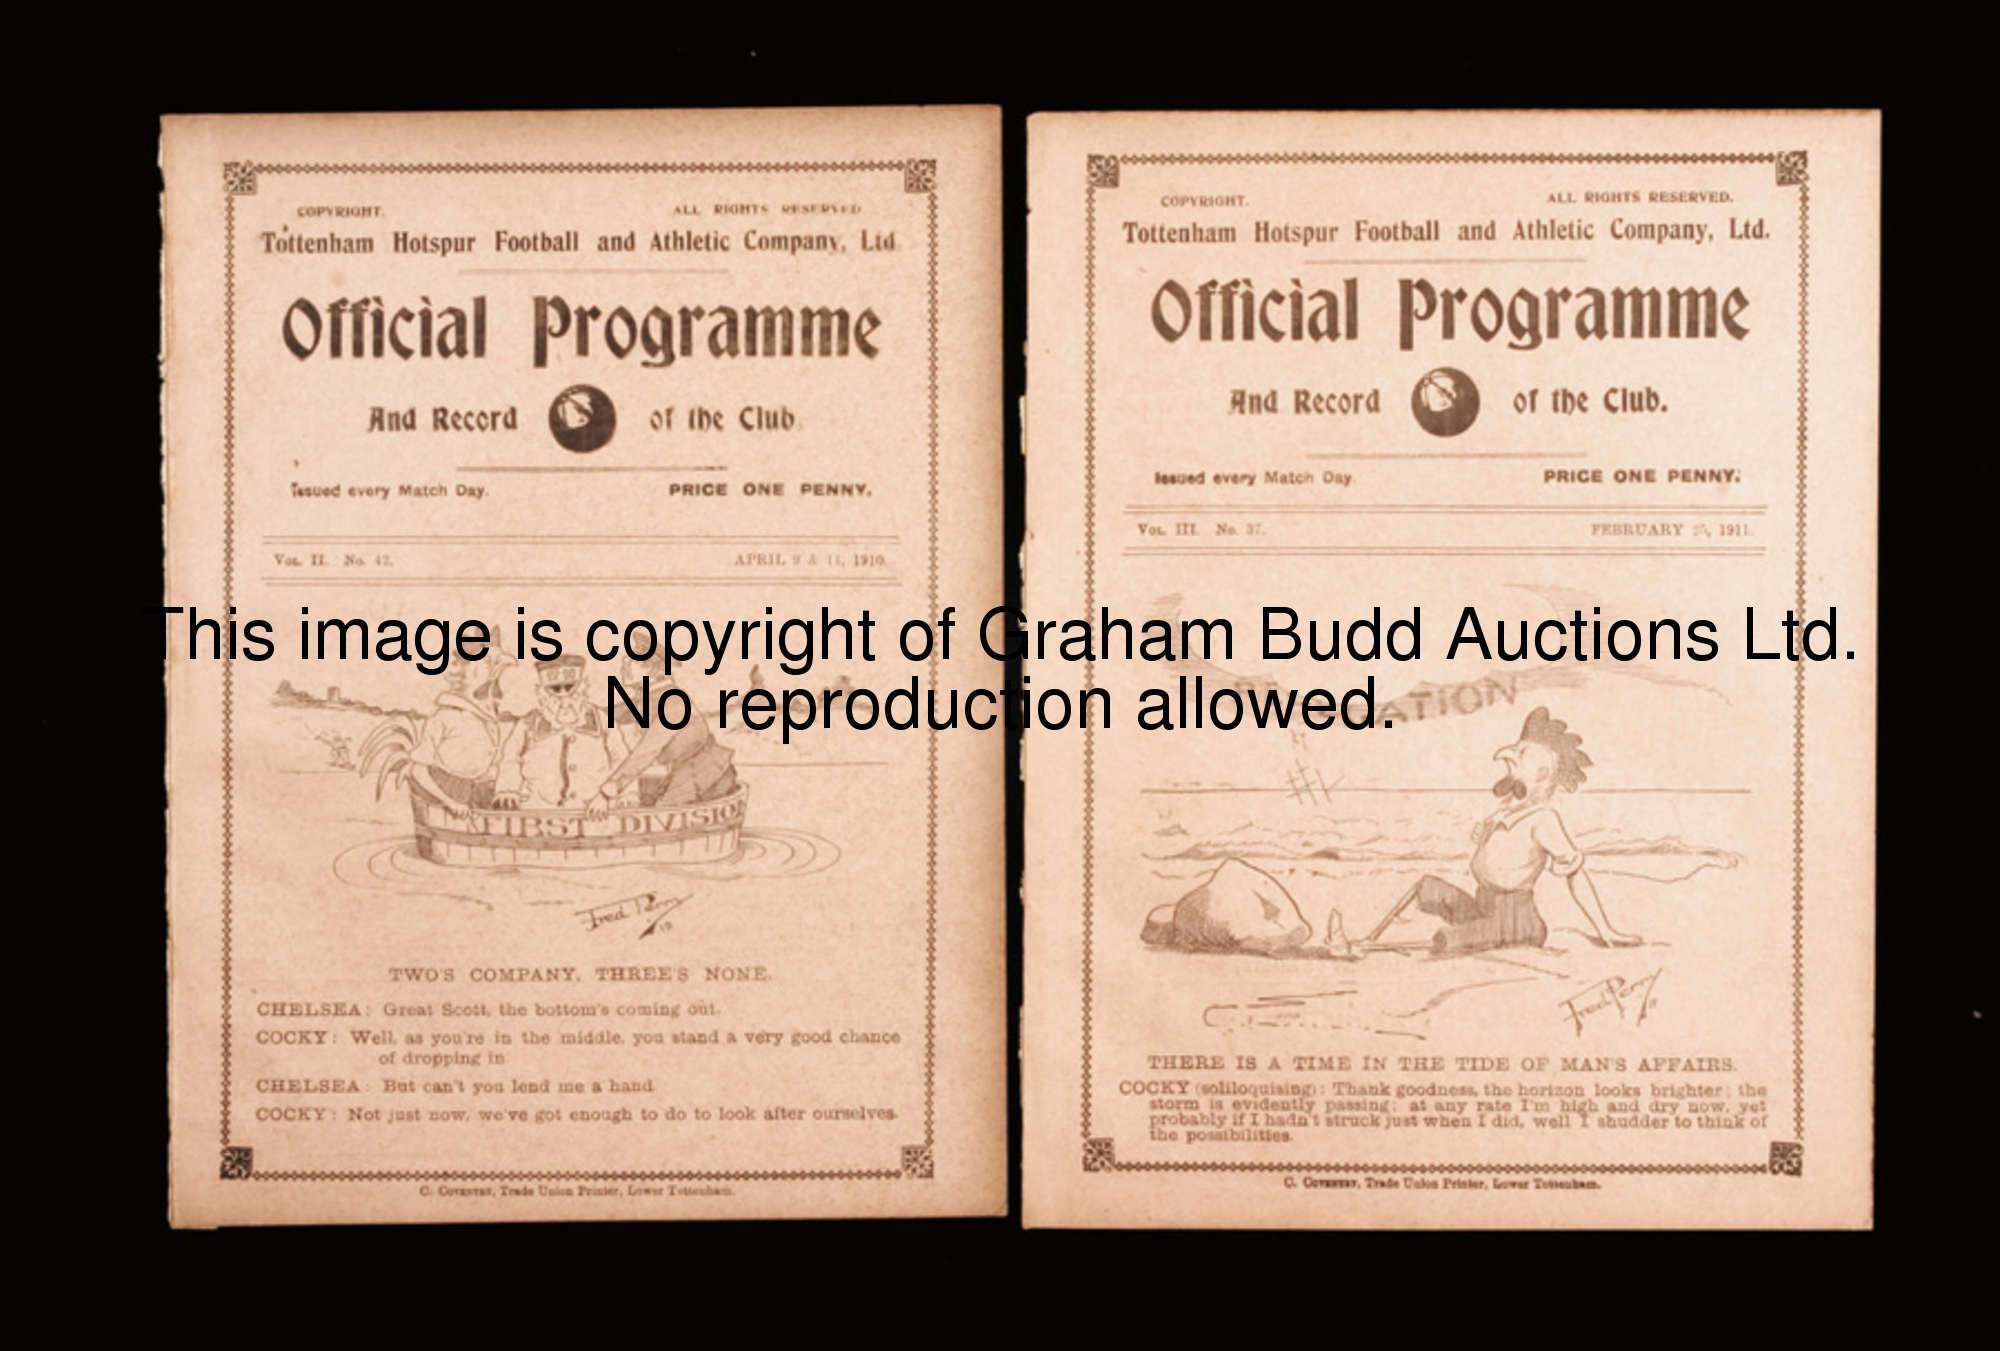 COPYRIGHT. ALL RIGHTS RESERVED
Tottenham Hotspur Football and Athletic Company, Ltd
Official Programme
And Record of the Club.
Issued every Match Day. PRICE ONE PENNY.
VOL. II. No. 42. APRIL 9 & 11, 1910.
FIRST DIVISION
Fred Perry
TWO'S COMPANY, THREE'S NONE.
CHELSEA: Great Scott, the bottom's coming out.
COCKY: Well, as you're in the middle, you stand a very good chance
of dropping in
CHELSEA: But can't you lend me a hand
COCKY: Not just now, we've got enough to do to look after ourselves.
C. COVENTRY, Trade Union Printer, Lower Tottenham.
COPYRIGHT. ALL RIGHTS RESERVED.
Tottenham Hotspur Football and Athletic Company, Ltd.
Official Programme
And Record of the Club.
Issued every Match Day. PRICE ONE PENNY.
VOL. III. No. 37. FEBRUARY 25, 1911.
Fred Perry
THERE IS A TIME IN THE TIDE OF MAN'S AFFAIRS.
COCKY (soliloquising): Thank goodness, the horizon looks brighter; the
storm is evidently passing; at any rate I'm high and dry now, yet
probably if I hadn't struck just when I did, well I shudder to think of
the possibilities.
C. COVENTRY, Trade Union Printer, Lower Tottenham.
This image is copyright of Graham Budd Auctions Ltd.
No reproduction allowed.